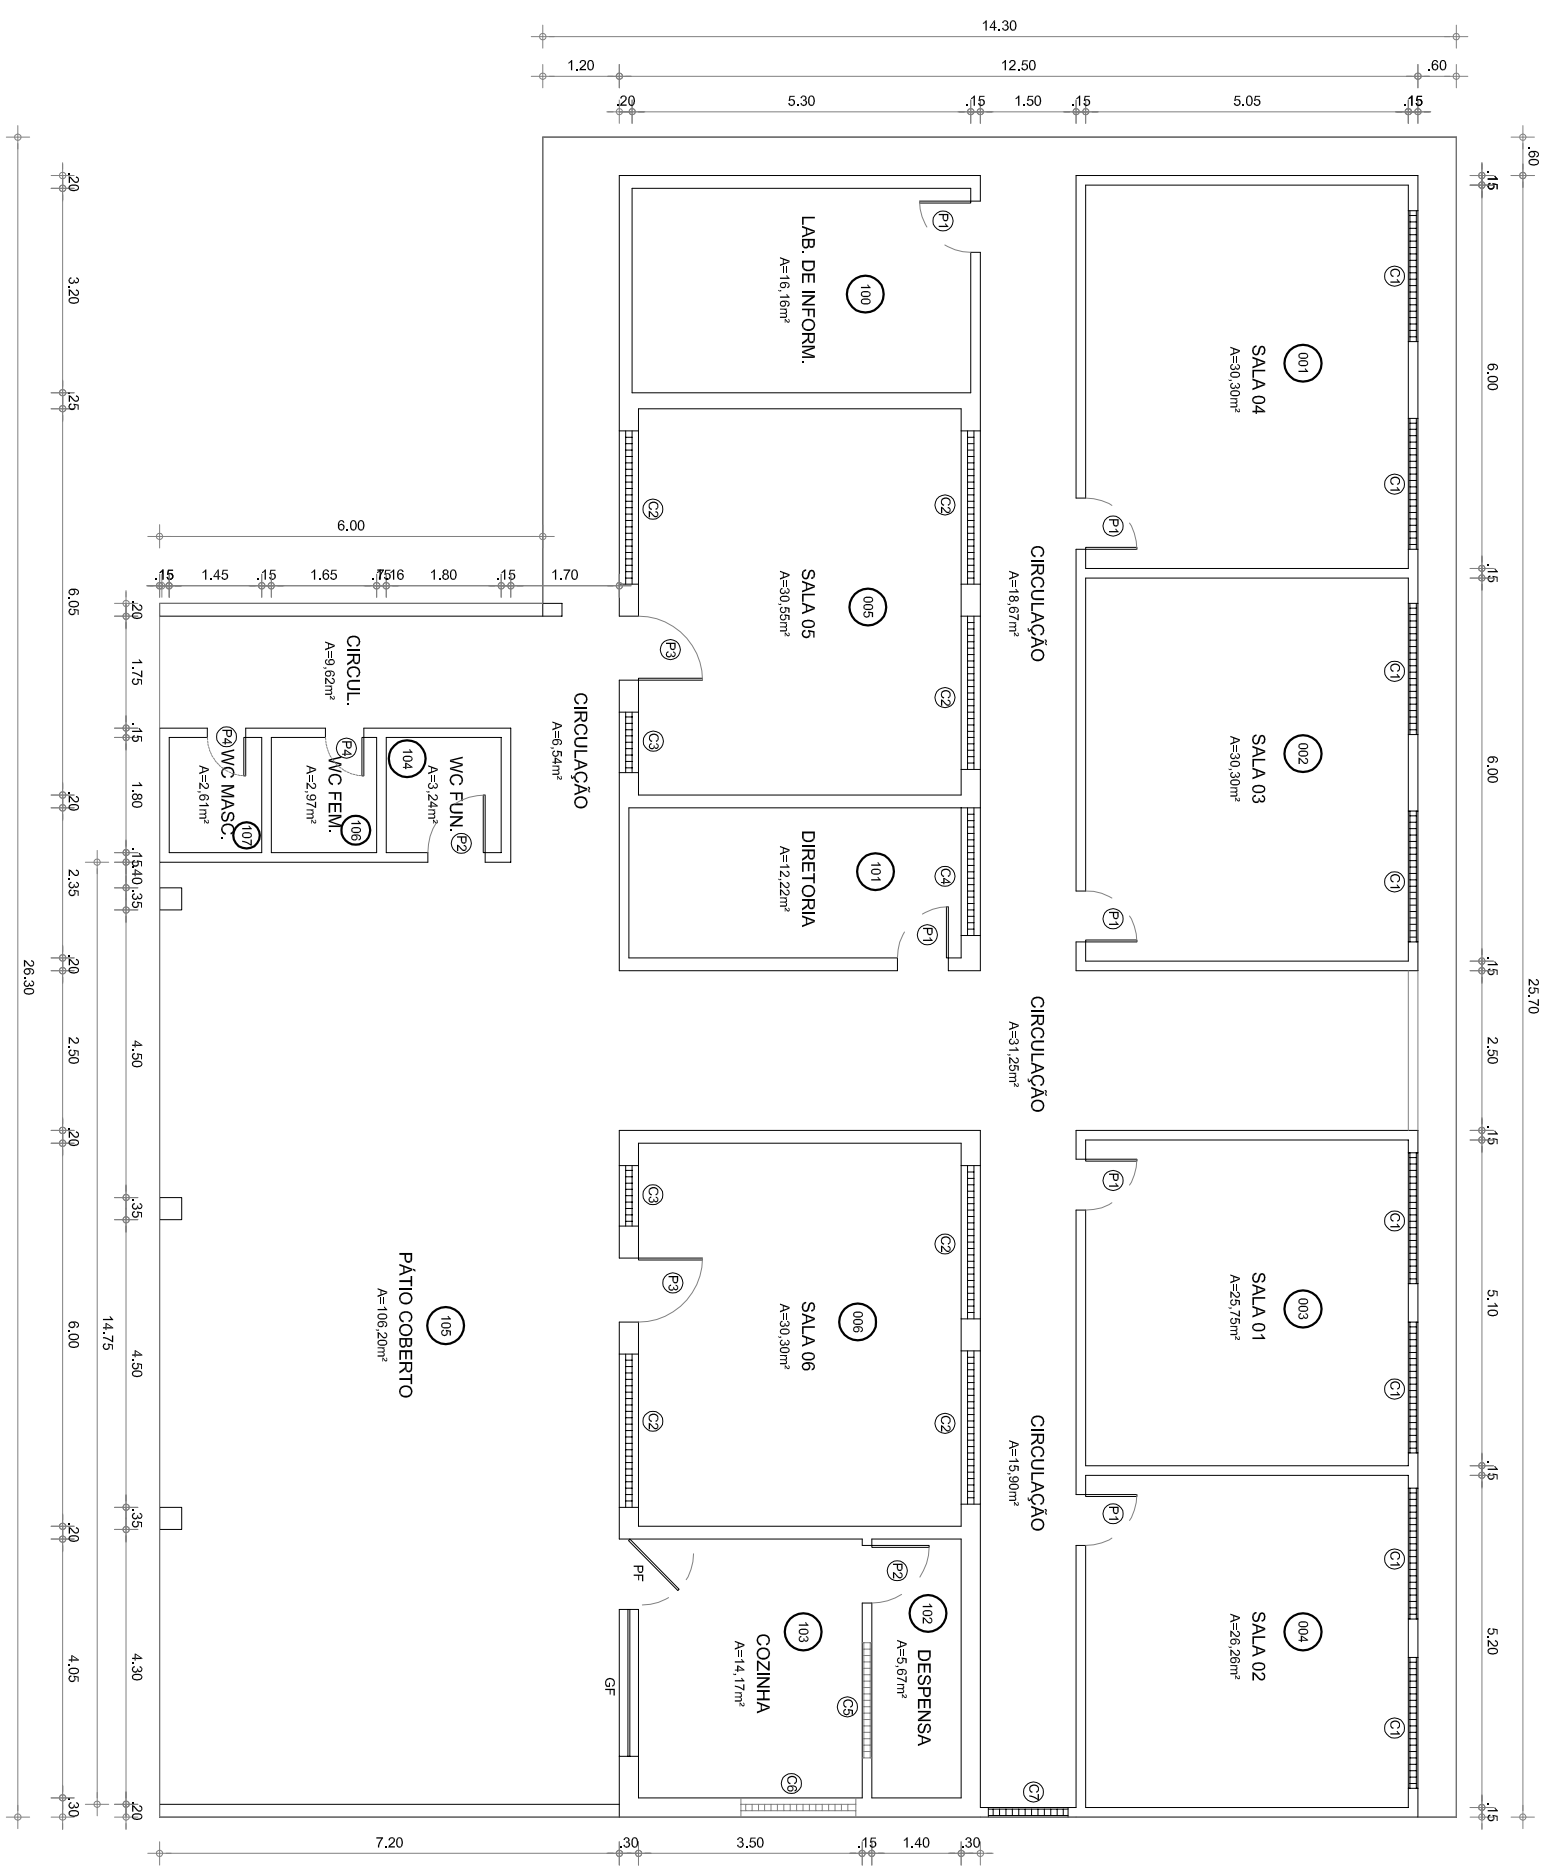 14.30
1.20
12.50
.60
.20
5.30
.15
1.50
.15
5.05
.15
.60
25.70
.15
6.00
.15
6.00
.15
2.50
.15
5.10
.15
5.20
.15
26.30
.20
3.20
.25
6.05
.20
2.35
.20
2.50
.20
6.00
.20
4.05
.30
14.75
.20
1.75
.15
1.80
.15
.40
.35
4.50
.35
4.50
.35
4.30
.20
6.00
.15
1.45
.15
1.65
.15
1.80
.15
1.70
7.20
.30
3.50
.15
1.40
.30
001
SALA 04
A=30,30m²
C1
C1
P1
002
SALA 03
A=30,30m²
C1
C1
P1
003
SALA 01
A=25,75m²
C1
C1
P1
004
SALA 02
A=26,26m²
C1
C1
P1
CIRCULAÇÃO
A=18,67m²
CIRCULAÇÃO
A=31,25m²
CIRCULAÇÃO
A=15,90m²
C7
100
LAB. DE INFORM.
A=16,16m²
P1
005
SALA 05
A=30,55m²
C2
C2
C2
P3
C3
101
DIRETORIA
A=12,22m²
C4
P1
006
SALA 06
A=30,30m²
C2
C2
C3
P3
C2
102
DESPENSA
A=5,67m²
P2
103
COZINHA
A=14,17m²
C5
C6
PF
GF
CIRCULAÇÃO
A=6,54m²
CIRCUL.
A=9,62m²
104
WC FUN.
A=3,24m²
P2
106
WC FEM.
A=2,97m²
P4
107
WC MASC.
A=2,61m²
P4
105
PÁTIO COBERTO
A=106,20m²